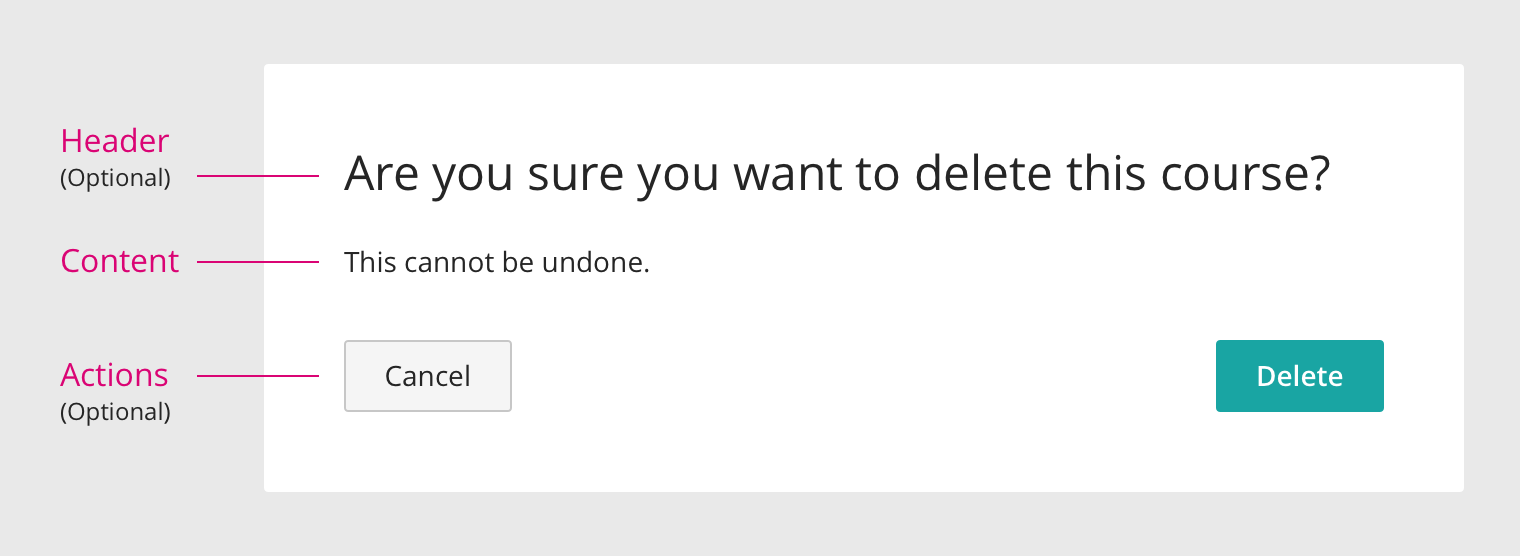 Header
(Optional)
Are you sure you want to delete this course?
Content
This cannot be undone.
Actions
(Optional)
Cancel
Delete